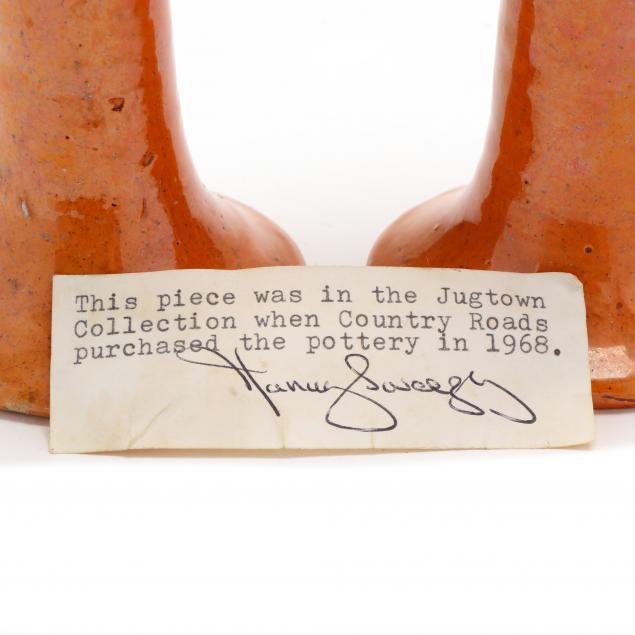 This piece was in the Jugtown
Collection when Country Roads
purchased the pottery in 1968.
Nancy Sweezy